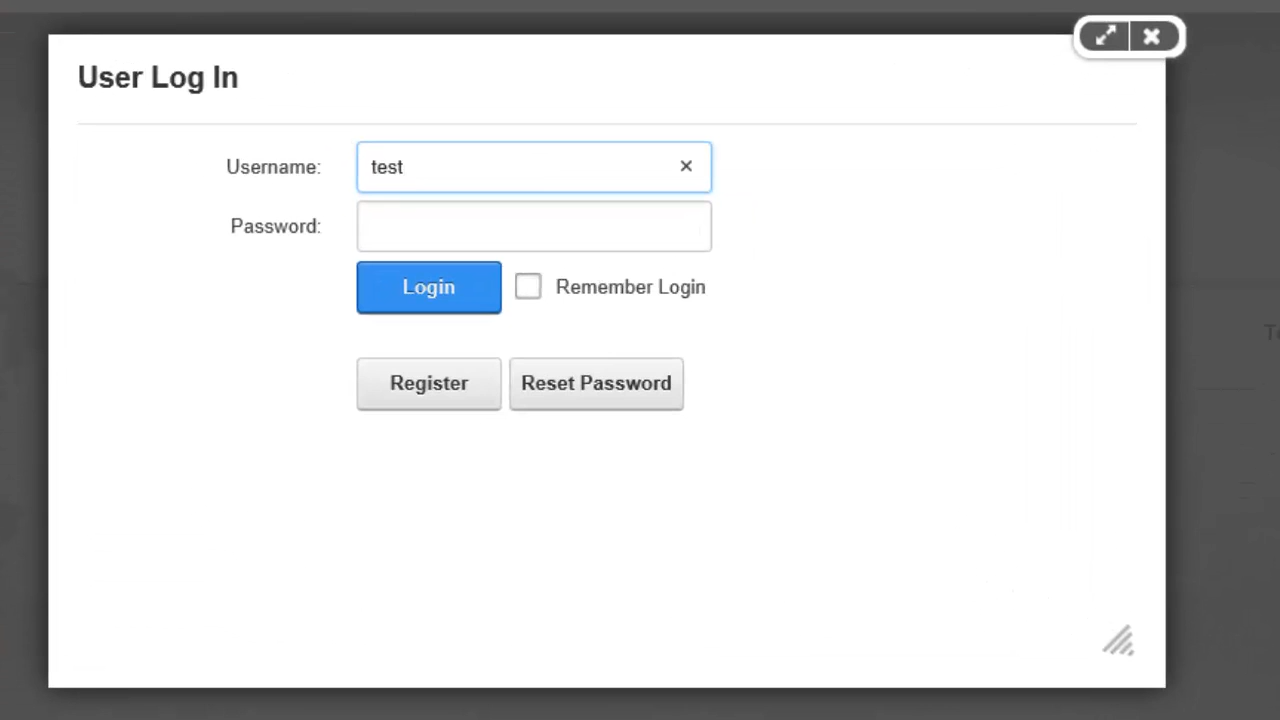 User Log In
Username: test
Password:
Login Remember Login
Register Reset Password